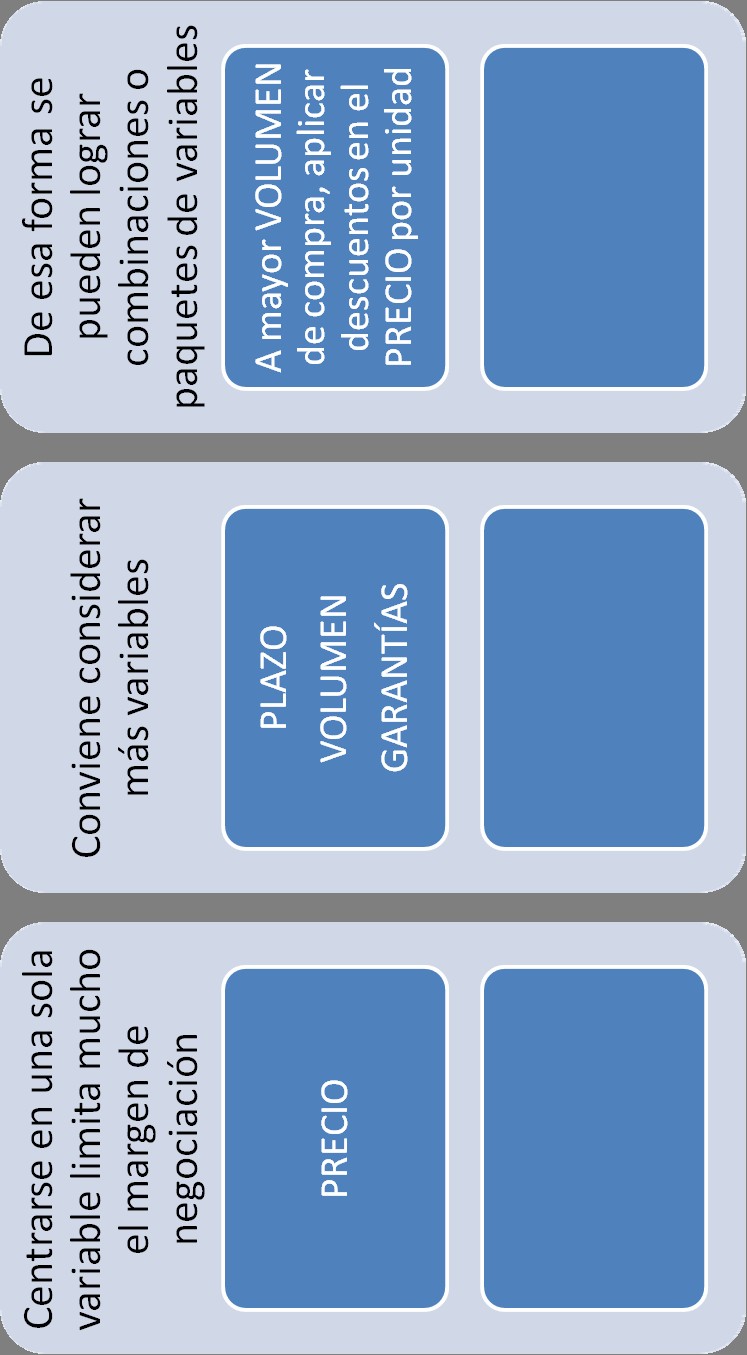 Centrarse en una sola
variable limita mucho
el margen de
negociación
PRECIO
Conviene considerar
más variables
PLAZO
VOLUMEN
GARANTÍAS
De esa forma se
pueden lograr
combinaciones o
paquetes de variables
A mayor VOLUMEN
de compra, aplicar
descuentos en el
PRECIO por unidad